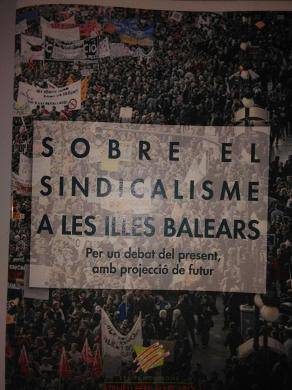 SOBRE EL
SINDICALISME
A LES ILLES BALEARS
Per un debat del present,
amb projecció de futur